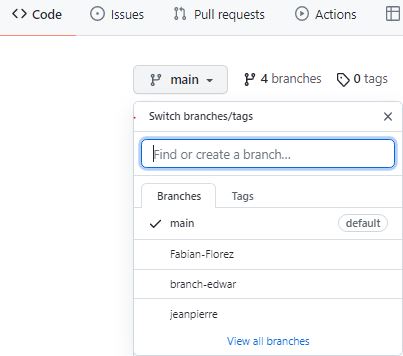 Code Issues Pull requests Actions
main 4 branches 0 tags
Switch branches/tags
Find or create a branch...
Branches Tags
main default
Fabian-Florez
branch-edwar
jeanpierre
View all branches